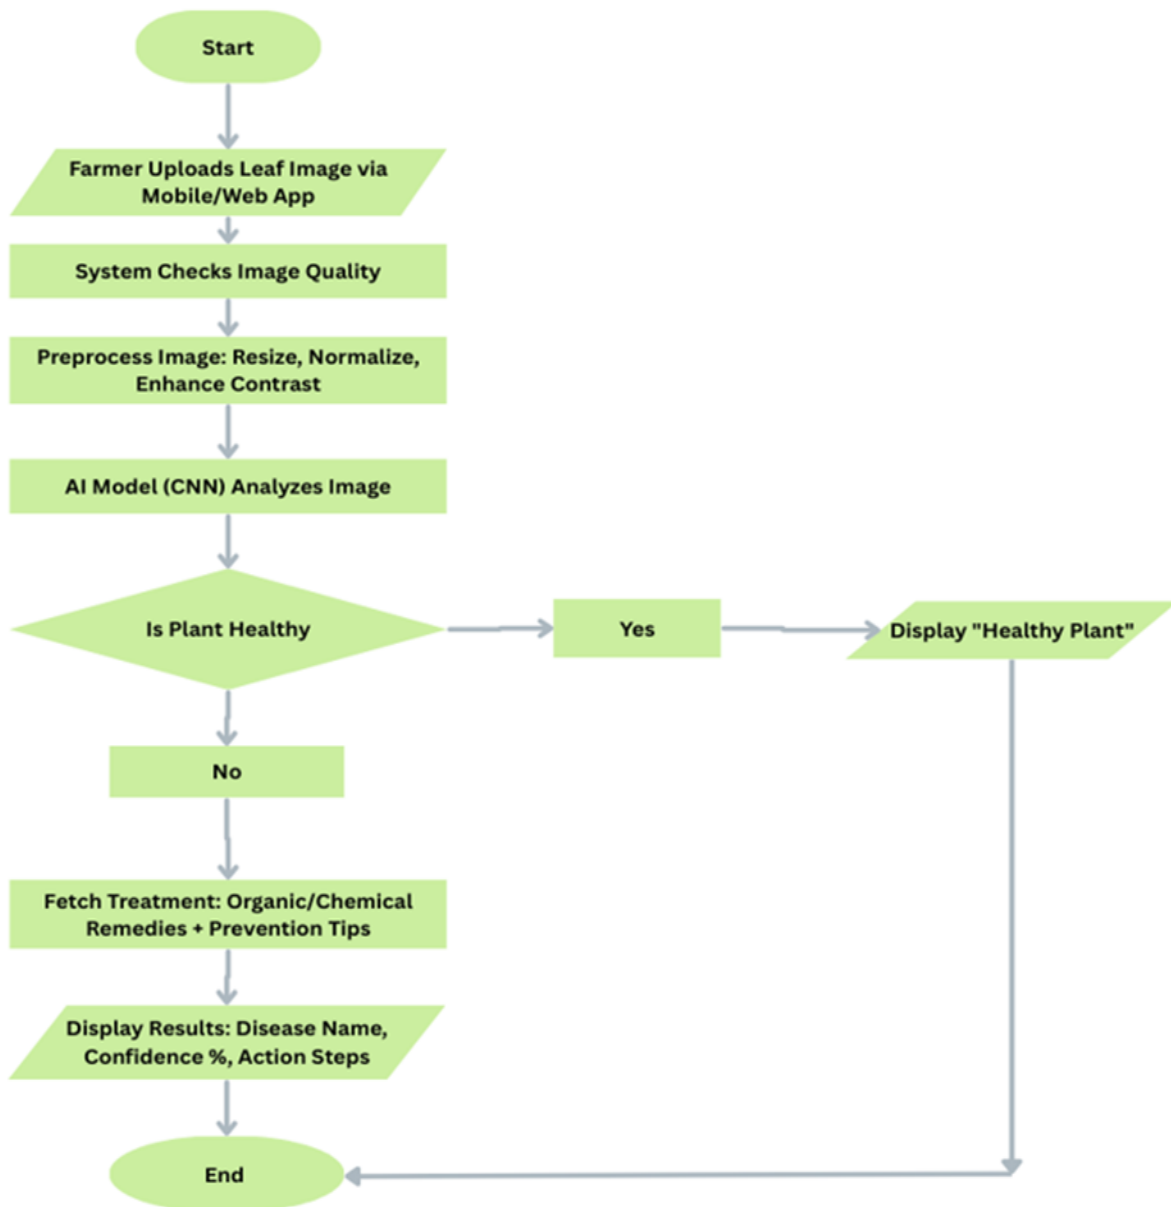 Start
Farmer Uploads Leaf Image via
Mobile/Web App
System Checks Image Quality
Preprocess Image: Resize, Normalize,
Enhance Contrast
AI Model (CNN) Analyzes Image
Is Plant Healthy
Yes
Display "Healthy Plant"
No
Fetch Treatment: Organic/Chemical
Remedies + Prevention Tips
Display Results: Disease Name,
Confidence %, Action Steps
End